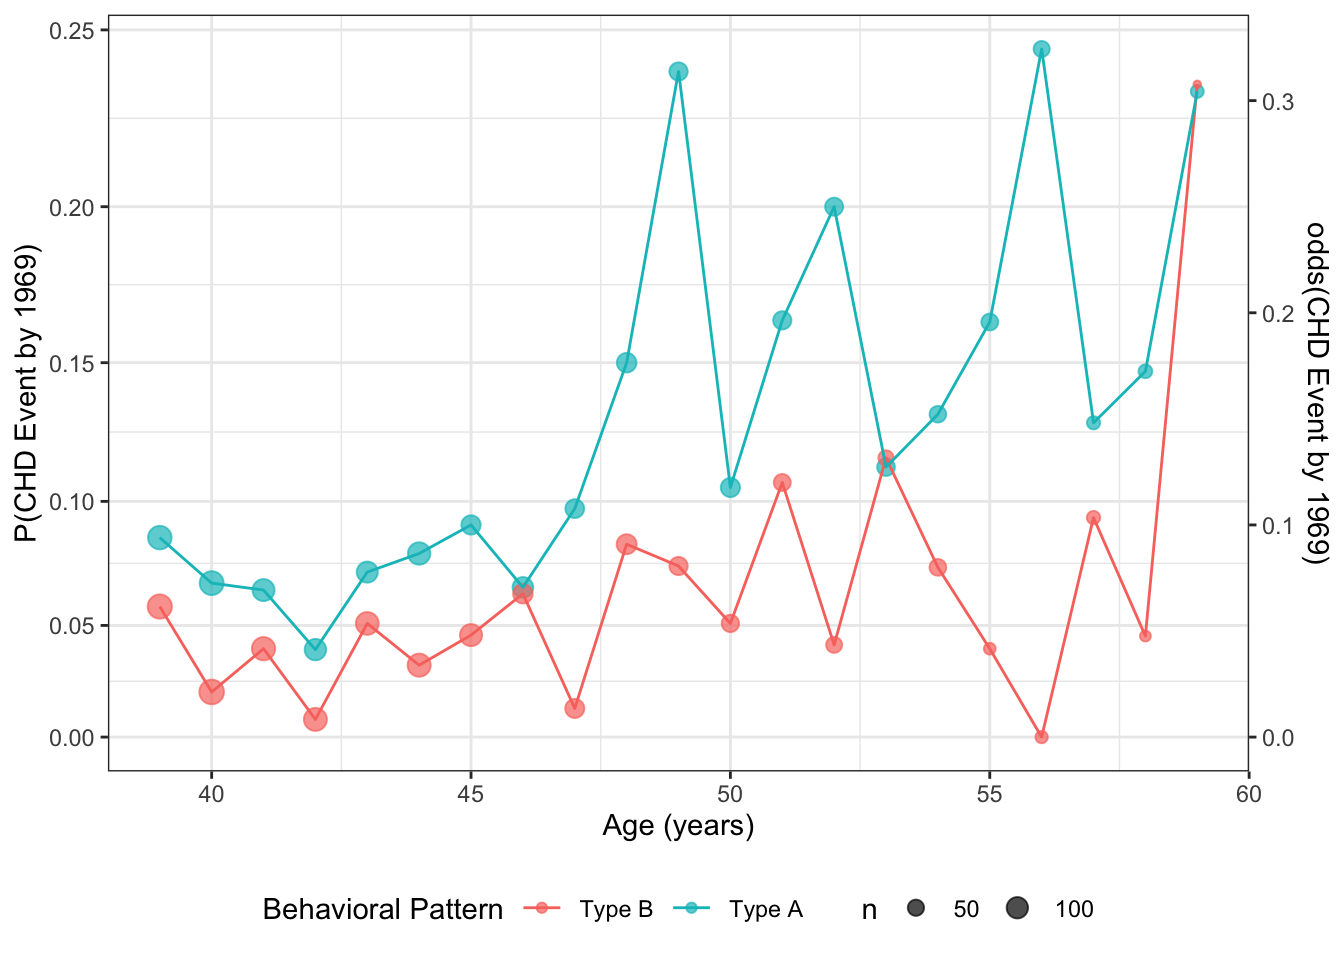 0.25
0.20
0.15
0.10
0.05
0.00
P(CHD Event by 1969)
0.3
0.2
0.1
0.0
odds(CHD Event by 1969)
40 45 50 55 60
Age (years)
Behavioral Pattern Type B Type A n 50 100